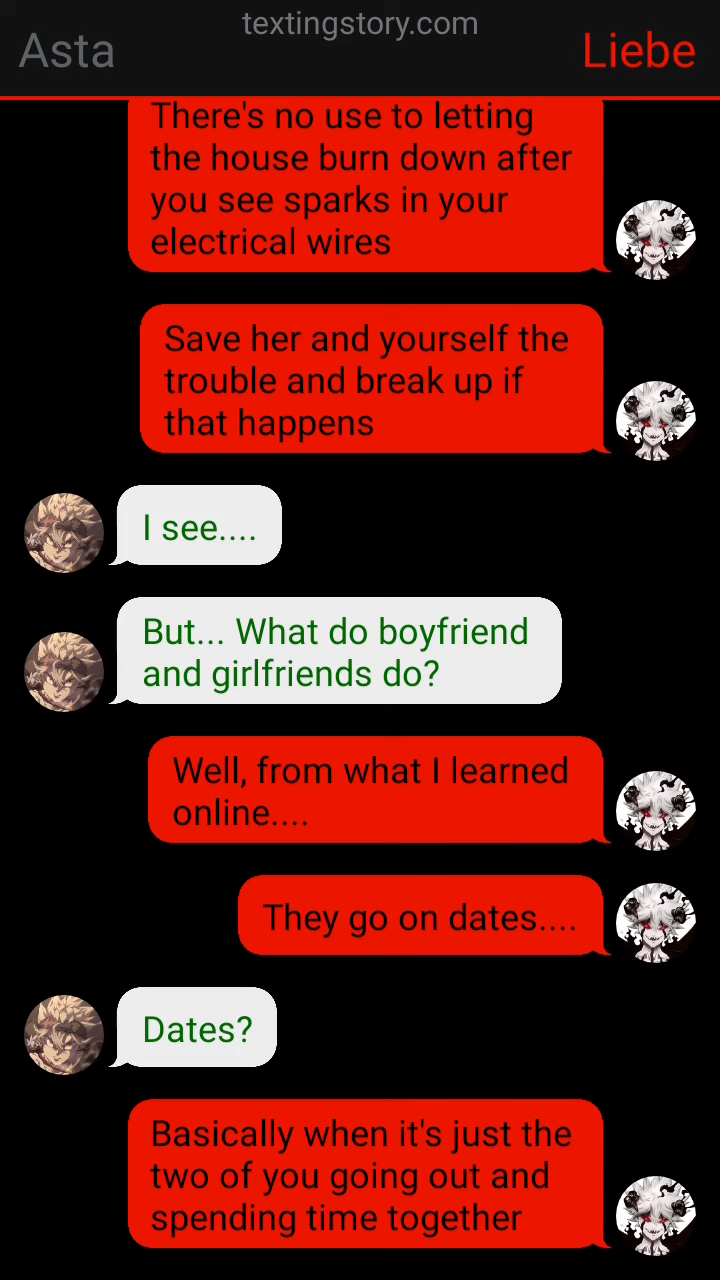 textingstory.com
Asta
Liebe
There's no use to letting
the house burn down after
you see sparks in your
electrical wires
Save her and yourself the
trouble and break up if
that happens
I see....
But... What do boyfriend
and girlfriends do?
Well, from what I learned
online....
They go on dates....
Dates?
Basically when it's just the
two of you going out and
spending time together